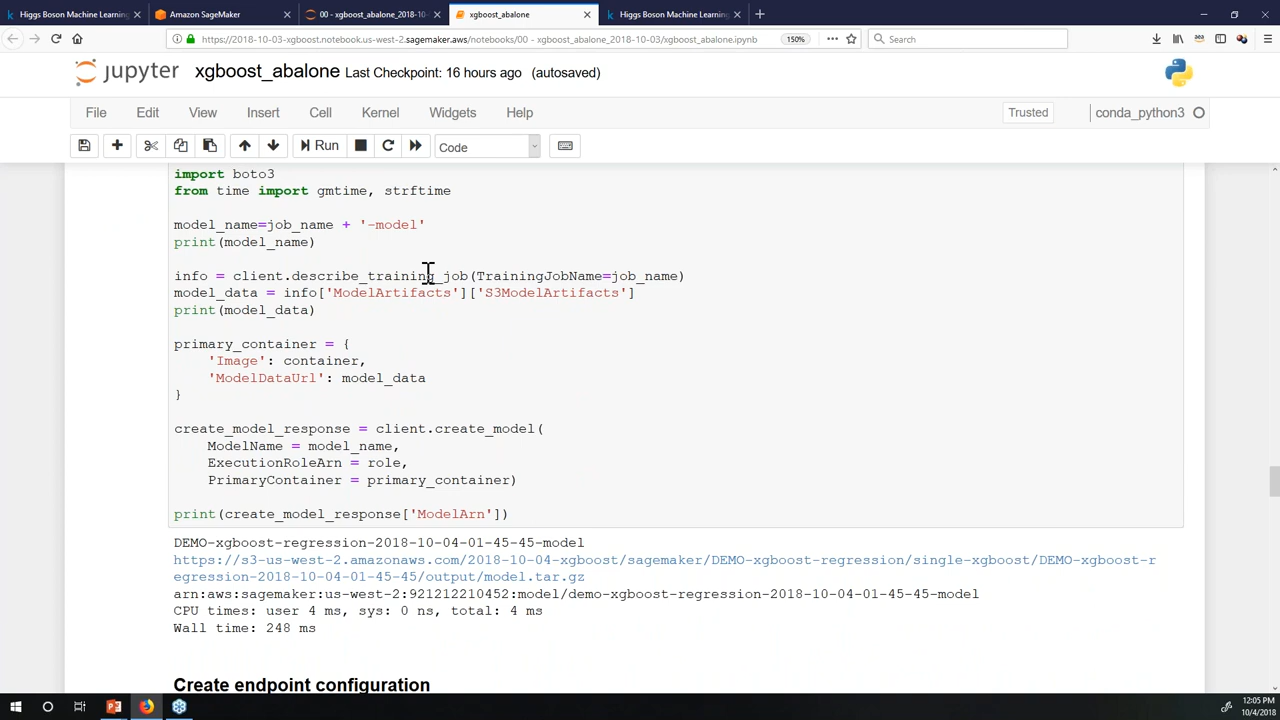 Higgs Boson Machine Learning
Amazon SageMaker
00 - xgboost_abalone_2018-10-
xgboost_abalone
Higgs Boson Machine Learning
https://2018-10-03-xgboost.notebook.us-west-2.sagemaker.aws/notebooks/00 - xgboost_abalone_2018-10-03/xgboost_abalone.ipynb
150%
Search
jupyter xgboost_abalone Last Checkpoint: 16 hours ago (autosaved)
File Edit View Insert Cell Kernel Widgets Help
Trusted
conda_python3
Run
Code
import boto3
from time import gmtime, strftime
model_name=job_name + '-model'
print(model_name)
info = client.describe_training_job(TrainingJobName=job_name)
model_data = info['ModelArtifacts']['S3ModelArtifacts']
print(model_data)
primary_container = {
'Image': container,
'ModelDataUrl': model_data
}
create_model_response = client.create_model(
ModelName = model_name,
ExecutionRoleArn = role,
PrimaryContainer = primary_container)
print(create_model_response['ModelArn'])
DEMO-xgboost-regression-2018-10-04-01-45-45-model
https://s3-us-west-2.amazonaws.com/2018-10-04-xgboost/sagemaker/DEMO-xgboost-regression/single-xgboost/DEMO-xgboost-r
egression-2018-10-04-01-45-45/output/model.tar.gz
arn:aws:sagemaker:us-west-2:921212210452:model/demo-xgboost-regression-2018-10-04-01-45-45-model
CPU times: user 4 ms, sys: 0 ns, total: 4 ms
Wall time: 248 ms
Create endpoint configuration
12:05 PM
10/4/2018